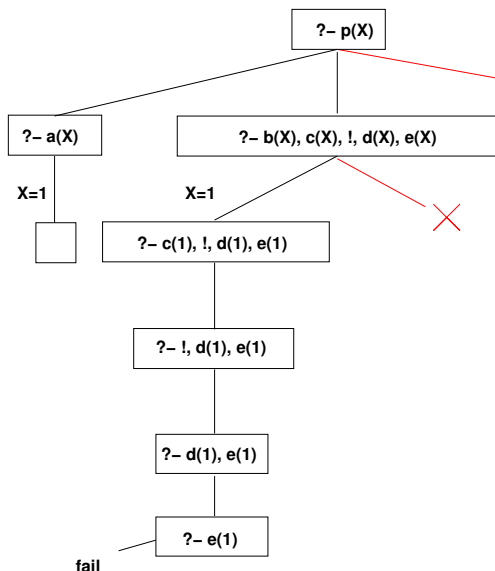 ?– p(X)
?– a(X)
?– b(X), c(X), !, d(X), e(X)
X=1
X=1
?– c(1), !, d(1), e(1)
?– !, d(1), e(1)
?– d(1), e(1)
?– e(1)
fail